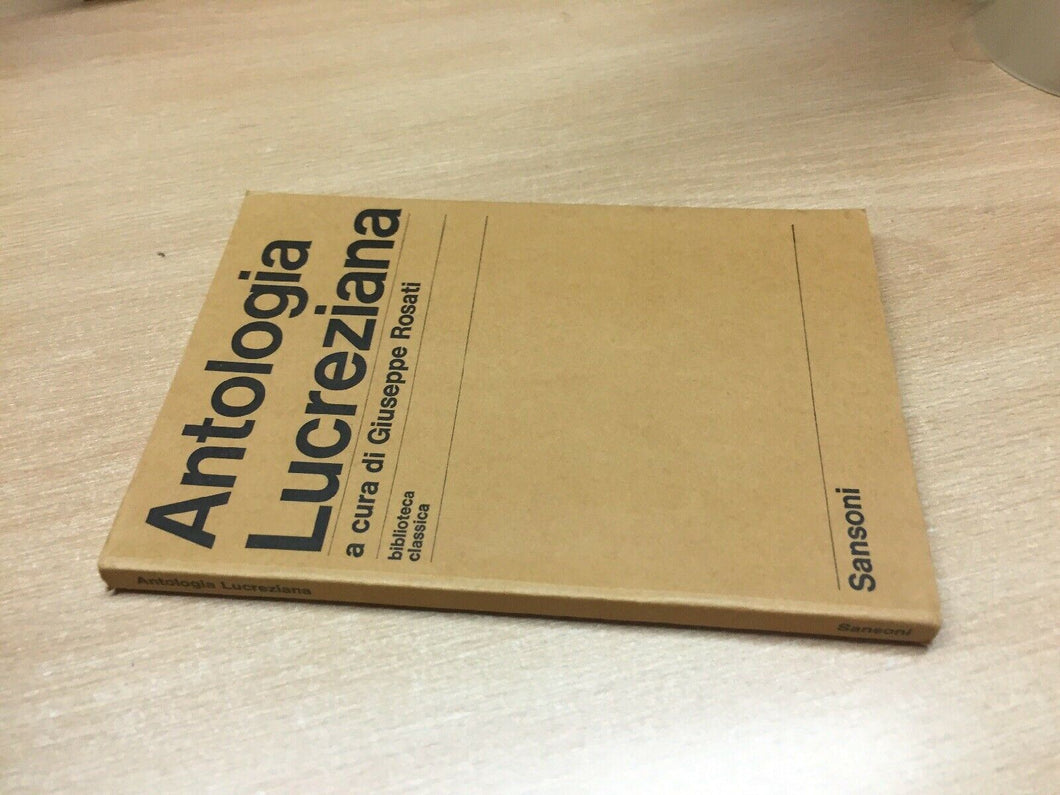 Antologia
Lucreziana
a cura di Giuseppe Rosati
biblioteca
classica
Sansoni
Antologia Lucreziana
Sansoni